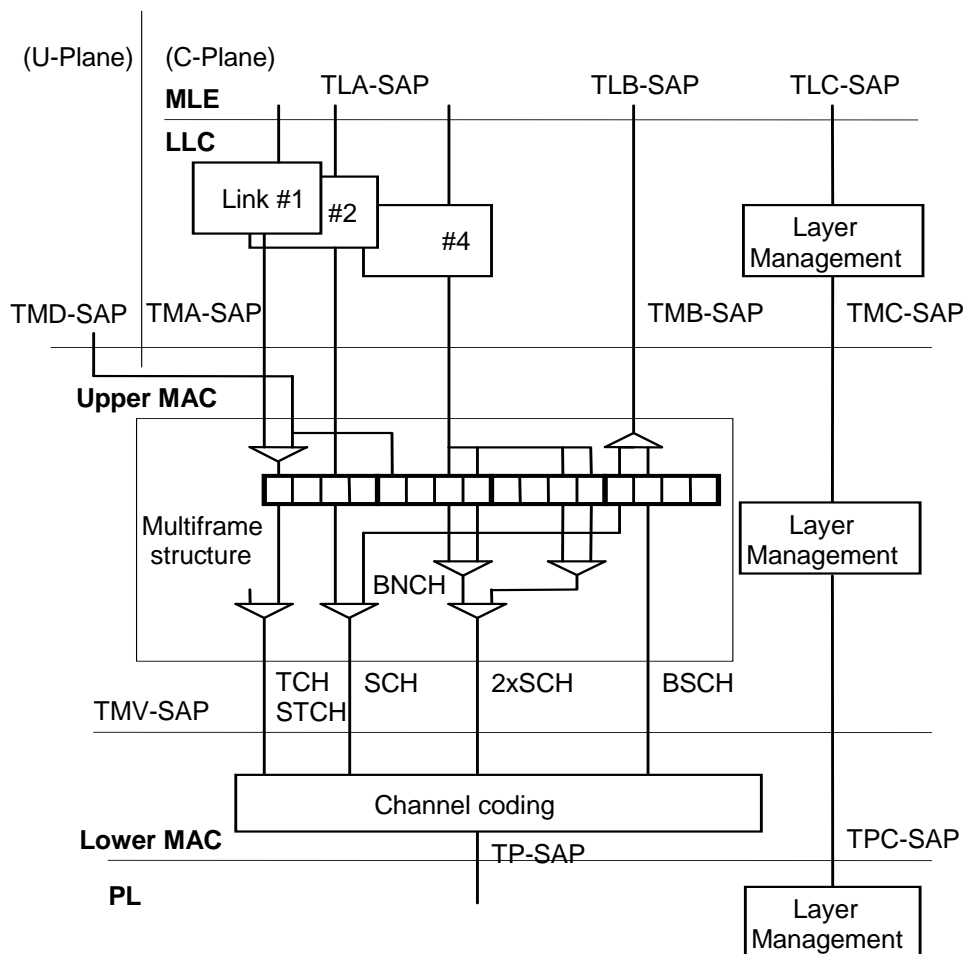 (U-Plane)
(C-Plane)
TLA-SAP
TLB-SAP
TLC-SAP
MLE
LLC
Link #1
#2
#4
Layer
Management
TMD-SAP
TMA-SAP
TMB-SAP
TMC-SAP
Upper MAC
Multiframe
structure
Layer
Management
BNCH
TCH
STCH
SCH
2xSCH
BSCH
TMV-SAP
Channel coding
Lower MAC
TP-SAP
TPC-SAP
PL
Layer
Management